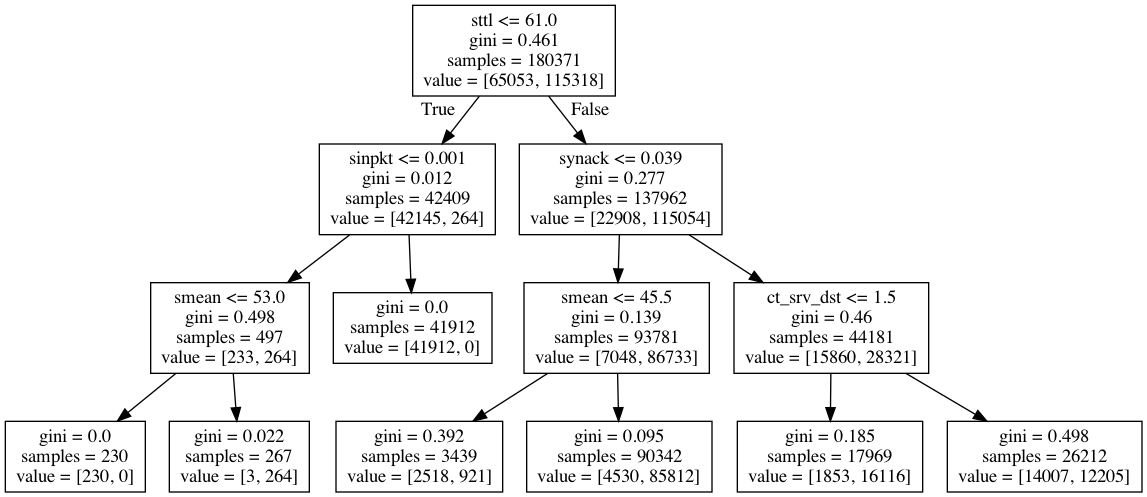 sttl <= 61.0
gini = 0.461
samples = 180371
value = [65053, 115318]
True
False
sinpkt <= 0.001
gini = 0.012
samples = 42409
value = [42145, 264]
synack <= 0.039
gini = 0.277
samples = 137962
value = [22908, 115054]
smean <= 53.0
gini = 0.498
samples = 497
value = [233, 264]
gini = 0.0
samples = 41912
value = [41912, 0]
smean <= 45.5
gini = 0.139
samples = 93781
value = [7048, 86733]
ct_srv_dst <= 1.5
gini = 0.46
samples = 44181
value = [15860, 28321]
gini = 0.0
samples = 230
value = [230, 0]
gini = 0.022
samples = 267
value = [3, 264]
gini = 0.392
samples = 3439
value = [2518, 921]
gini = 0.095
samples = 90342
value = [4530, 85812]
gini = 0.185
samples = 17969
value = [1853, 16116]
gini = 0.498
samples = 26212
value = [14007, 12205]